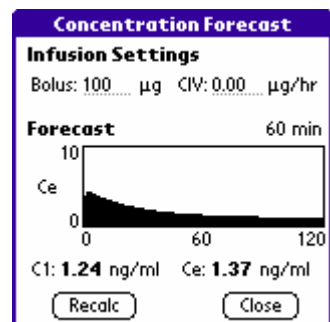 Concentration Forecast
Infusion Settings
Bolus: 100 µg CIV: 0.00 µg/hr
Forecast 60 min
10
Ce
0
0 60 120
C1: 1.24 ng/ml Ce: 1.37 ng/ml
Recalc Close